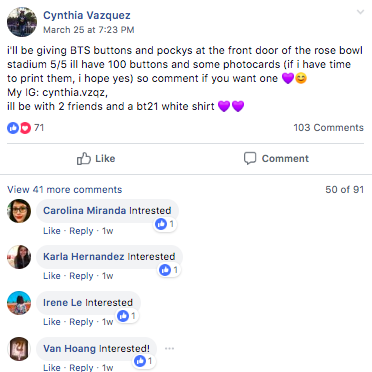 Cynthia Vazquez
March 25 at 7:23 PM
i'll be giving BTS buttons and pockys at the front door of the rose bowl
stadium 5/5 ill have 100 buttons and some photocards (if i have time
to print them, i hope yes) so comment if you want one 💜😊
My IG: cynthia.vzqz,
ill be with 2 friends and a bt21 white shirt 💜💜
71 103 Comments
Like Comment
View 41 more comments 50 of 91
Carolina Miranda Intrested
1
Like · Reply · 1w
Karla Hernandez Interested
1
Like · Reply · 1w
Irene Le Interested
1
Like · Reply · 1w
Van Hoang Interested!
1
Like · Reply · 1w